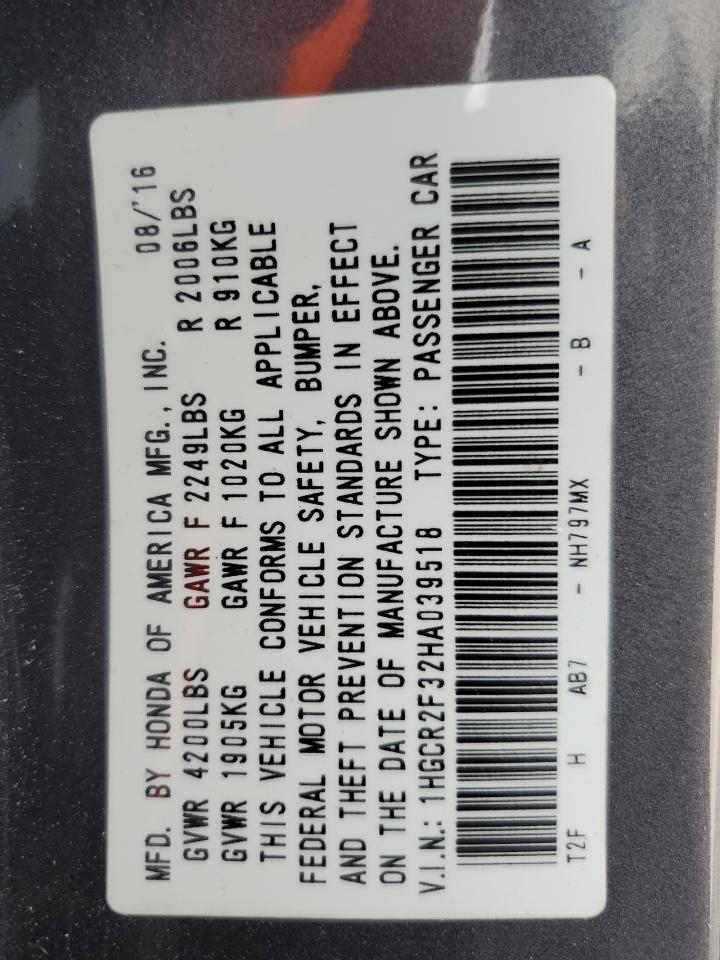 MFD. BY HONDA OF AMERICA MFG., INC. 08/'16
GVWR 4200LBS GAWR F 2249LBS R 2006LBS
GVWR 1905KG GAWR F 1020KG R 910KG
THIS VEHICLE CONFORMS TO ALL APPLICABLE
FEDERAL MOTOR VEHICLE SAFETY, BUMPER,
AND THEFT PREVENTION STANDARDS IN EFFECT
ON THE DATE OF MANUFACTURE SHOWN ABOVE.
V.I.N.: 1HGCR2F32HA039518 TYPE: PASSENGER CAR
T2F H AB7 - NH797MX - B - A